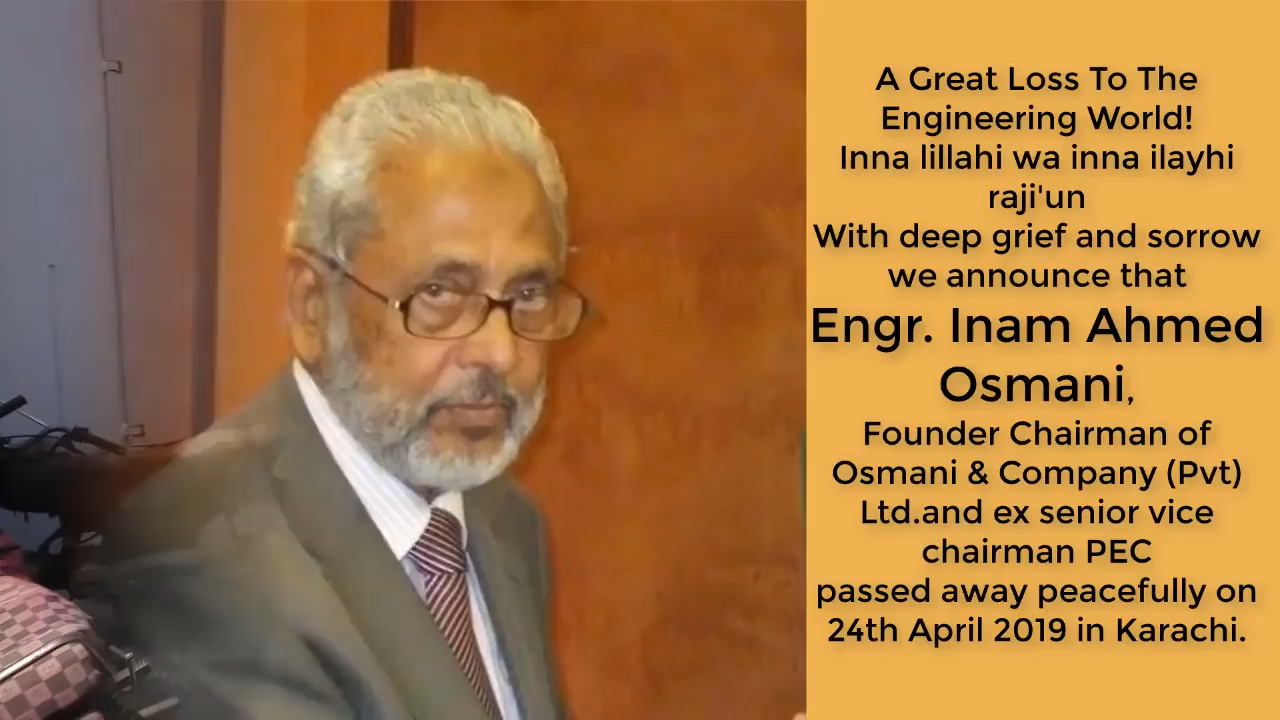 A Great Loss To The
Engineering World!
Inna lillahi wa inna ilayhi
raji'un
With deep grief and sorrow
we announce that
Engr. Inam Ahmed
Osmani,
Founder Chairman of
Osmani & Company (Pvt)
Ltd.and ex senior vice
chairman PEC
passed away peacefully on
24th April 2019 in Karachi.